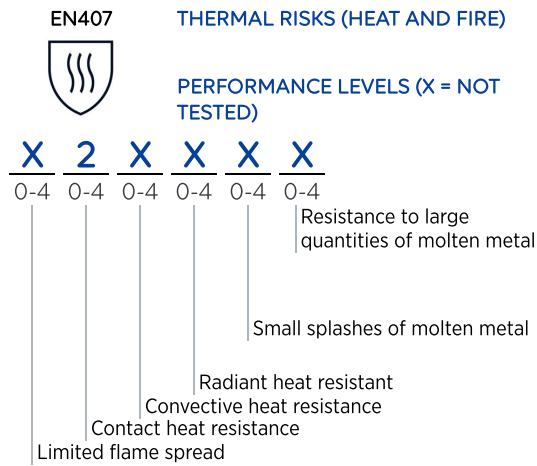 EN407
THERMAL RISKS (HEAT AND FIRE)
PERFORMANCE LEVELS (X = NOT
TESTED)
X 2 X X X X
0-4 0-4 0-4 0-4 0-4 0-4
Resistance to large
quantities of molten metal
Small splashes of molten metal
Radiant heat resistant
Convective heat resistance
Contact heat resistance
Limited flame spread